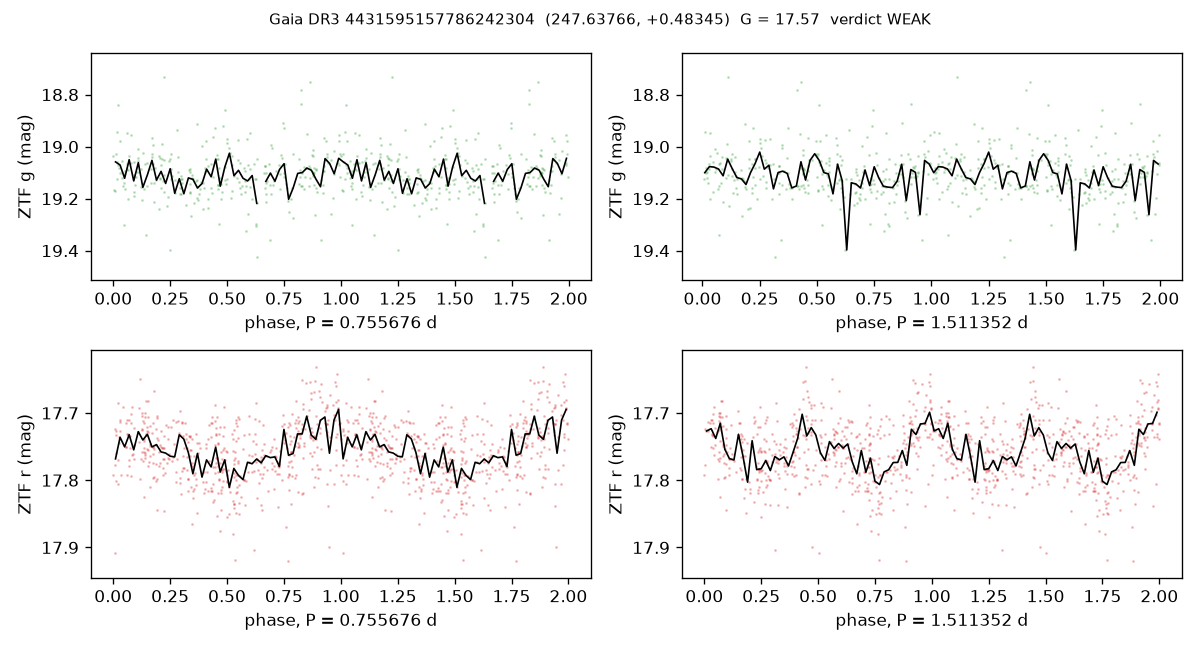 Gaia DR3 4431595157786242304 (247.63766, +0.48345) G = 17.57 verdict WEAK
ZTF g (mag)
18.8
19.0
19.2
19.4
0.00 0.25 0.50 0.75 1.00 1.25 1.50 1.75 2.00
phase, P = 0.755676 d
ZTF g (mag)
18.8
19.0
19.2
19.4
0.00 0.25 0.50 0.75 1.00 1.25 1.50 1.75 2.00
phase, P = 1.511352 d
ZTF r (mag)
17.7
17.8
17.9
0.00 0.25 0.50 0.75 1.00 1.25 1.50 1.75 2.00
phase, P = 0.755676 d
ZTF r (mag)
17.7
17.8
17.9
0.00 0.25 0.50 0.75 1.00 1.25 1.50 1.75 2.00
phase, P = 1.511352 d